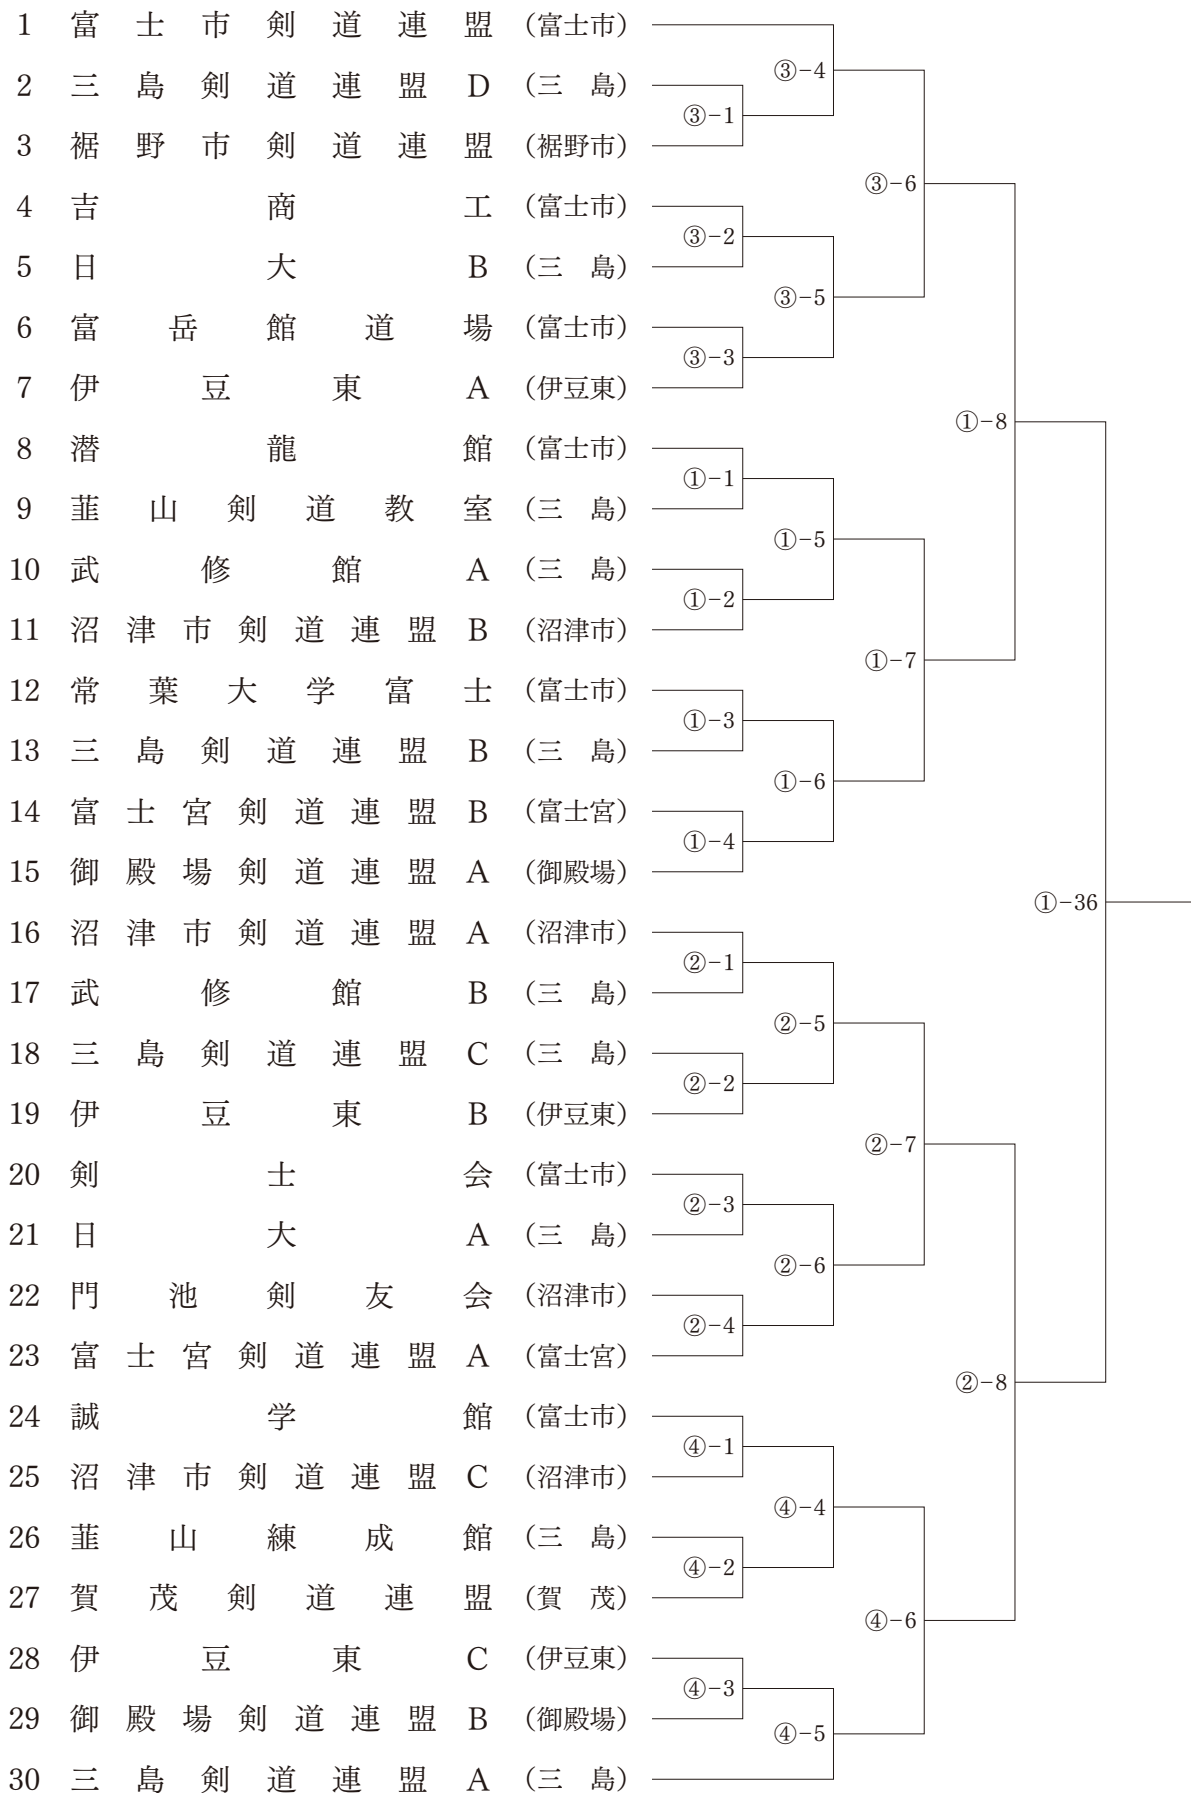 1 富士市剣道連盟 (富士市)
③-4
2 三島剣道連盟D (三 島)
③-1
3 裾野市剣道連盟 (裾野市)
③-6
4 吉商工 (富士市)
③-2
5 日大B (三 島)
③-5
6 富岳館道場 (富士市)
③-3
7 伊豆東A (伊豆東)
①-8
8 潜龍館 (富士市)
①-1
9 韮山剣道教室 (三 島)
①-5
10 武修館A (三 島)
①-2
11 沼津市剣道連盟B (沼津市)
①-7
12 常葉大学富士 (富士市)
①-3
13 三島剣道連盟B (三 島)
①-6
14 富士宮剣道連盟B (富士宮)
①-4
15 御殿場剣道連盟A (御殿場)
①-36
16 沼津市剣道連盟A (沼津市)
②-1
17 武修館B (三 島)
②-5
18 三島剣道連盟C (三 島)
②-2
19 伊豆東B (伊豆東)
②-7
20 剣士会 (富士市)
②-3
21 日大A (三 島)
②-6
22 門池剣友会 (沼津市)
②-4
23 富士宮剣道連盟A (富士宮)
②-8
24 誠学館 (富士市)
④-1
25 沼津市剣道連盟C (沼津市)
④-4
26 韮山練成館 (三 島)
④-2
27 賀茂剣道連盟 (賀 茂)
④-6
28 伊豆東C (伊豆東)
④-3
29 御殿場剣道連盟B (御殿場)
④-5
30 三島剣道連盟A (三 島)